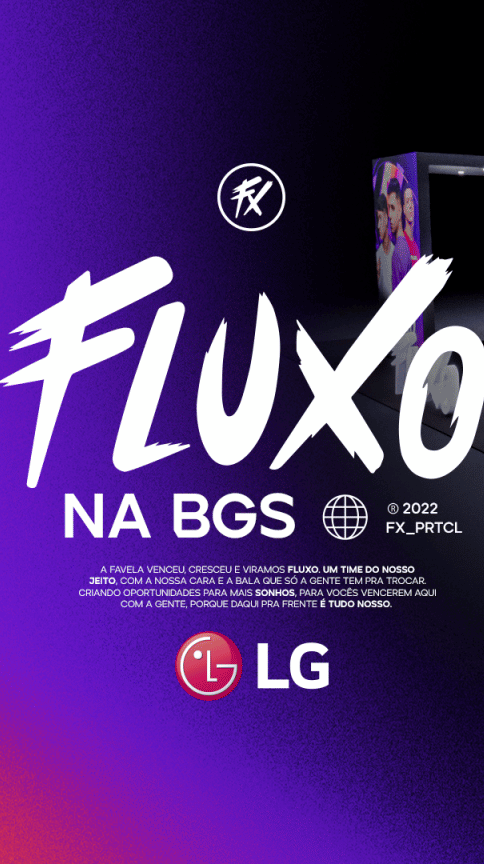 FX
FLUXO
NA BGS
® 2022
FX_PRTCL
A FAVELA VENCEU, CRESCEU E VIRAMOS FLUXO. UM TIME DO NOSSO
JEITO, COM A NOSSA CARA E A BALA QUE SÓ A GENTE TEM PRA TROCAR.
CRIANDO OPORTUNIDADES PARA MAIS SONHOS, PARA VOCÊS VENCEREM AQUI
COM A GENTE, PORQUE DAQUI PRA FRENTE É TUDO NOSSO.
LG